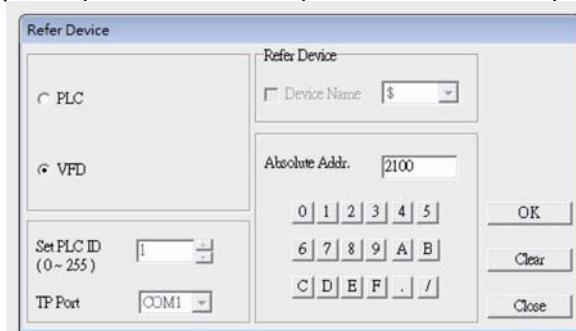 Refer Device
PLC
VFD
Set PLC ID
(0 ~ 255)
1
TP Port
COM1
Refer Device
Device Name
$
Absolute Addr.
2100
0 1 2 3 4 5
6 7 8 9 A B
C D E F . /
OK
Clear
Close